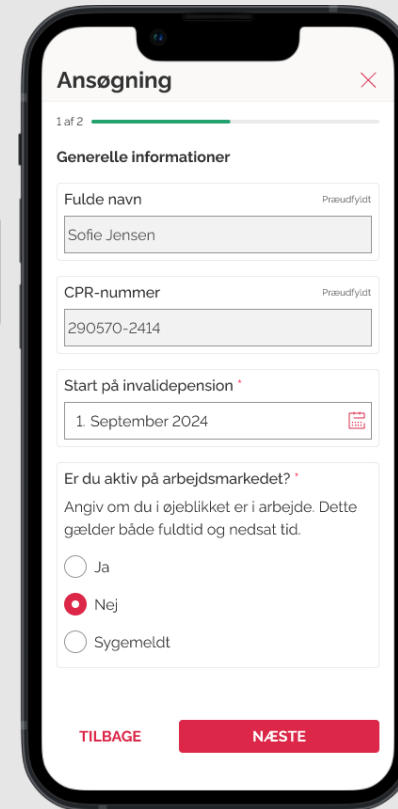 Ansøgning
1 af 2
Generelle informationer
Fulde navn
Præudfyldt
Sofie Jensen
CPR-nummer
Præudfyldt
290570-2414
Start på invalidepension *
1. September 2024
Er du aktiv på arbejdsmarkedet? *
Angiv om du i øjeblikket er i arbejde. Dette
gælder både fuldtid og nedsat tid.
Ja
Nej
Sygemeldt
TILBAGE
NÆSTE